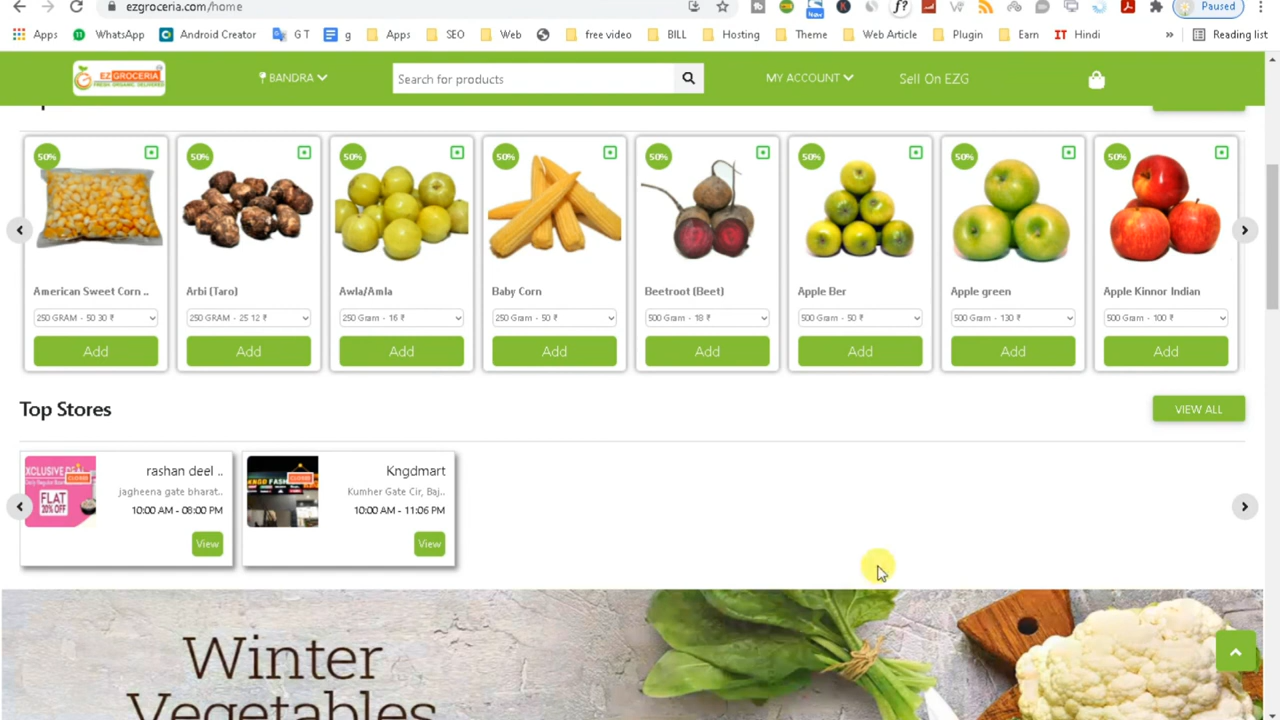 ezgroceria.com/home
Paused
Apps WhatsApp Android Creator G T g Apps SEO Web free video BILL Hosting Theme Web Article Plugin Earn IT Hindi » Reading list
EZGROCERIA
FRESH. ORGANIC. DELIVERED
BANDRA
Search for products
MY ACCOUNT
Sell On EZG
50% 50% 50% 50% 50% 50% 50% 50%
American Sweet Corn .. Arbi (Taro) Awla/Amla Baby Corn Beetroot (Beet) Apple Ber Apple green Apple Kinnor Indian
250 GRAM - 50 30 ₹ 250 GRAM - 25 12 ₹ 250 Gram - 16 ₹ 250 Gram - 50 ₹ 500 Gram - 18 ₹ 500 Gram - 50 ₹ 500 Gram - 130 ₹ 500 Gram - 100 ₹
Add Add Add Add Add Add Add Add
Top Stores
VIEW ALL
rashan deel ..
jagheena gate bharat..
10:00 AM - 08:00 PM
View
FLAT
20% OFF
Kngdmart
Kumher Gate Cir, Baj..
10:00 AM - 11:06 PM
View
Winter
Vegetables